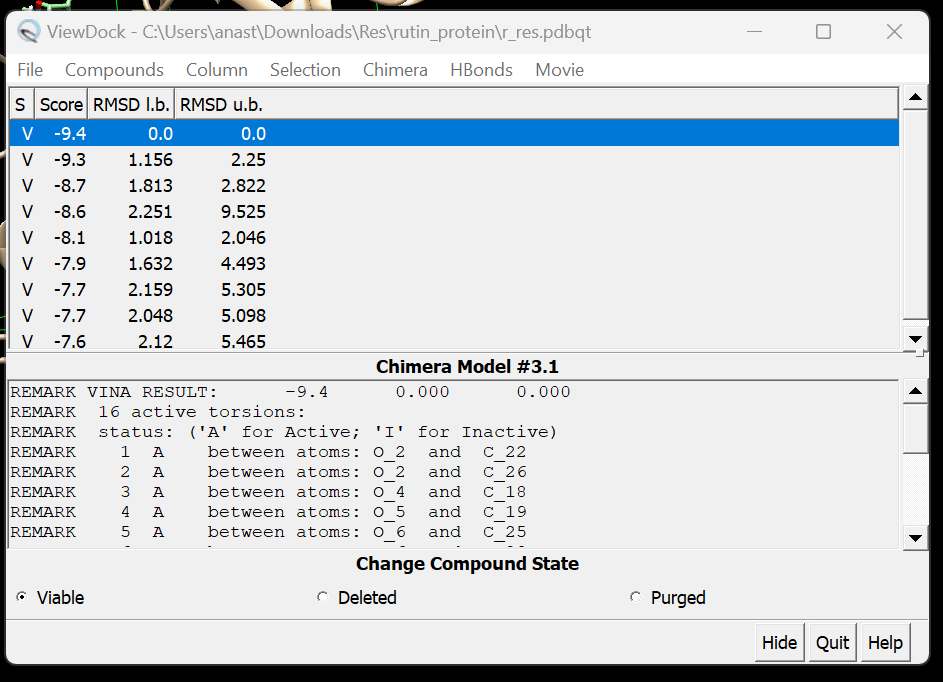 ViewDock - C:\Users\anast\Downloads\Res\rutin_protein\r_res.pdbqt
File Compounds Column Selection Chimera HBonds Movie
S Score RMSD l.b. RMSD u.b.
V -9.4 0.0 0.0
V -9.3 1.156 2.25
V -8.7 1.813 2.822
V -8.6 2.251 9.525
V -8.1 1.018 2.046
V -7.9 1.632 4.493
V -7.7 2.159 5.305
V -7.7 2.048 5.098
V -7.6 2.12 5.465
Chimera Model #3.1
REMARK VINA RESULT: -9.4 0.000 0.000
REMARK 16 active torsions:
REMARK status: ('A' for Active; 'I' for Inactive)
REMARK 1 A between atoms: O_2 and C_22
REMARK 2 A between atoms: O_2 and C_26
REMARK 3 A between atoms: O_4 and C_18
REMARK 4 A between atoms: O_5 and C_19
REMARK 5 A between atoms: O_6 and C_25
Change Compound State
Viable Deleted Purged
Hide Quit Help